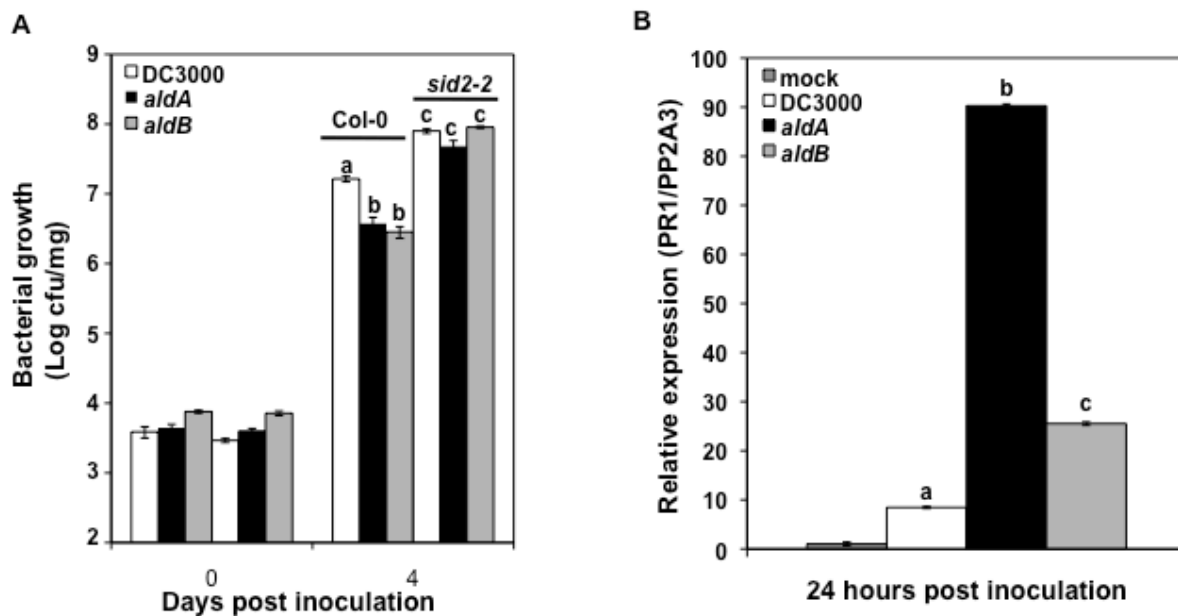 A
Bacterial growth
(Log cfu/mg)
9
8
7
6
5
4
3
2
DC3000
aldA
aldB
Col-0
sid2-2
a
b
b
c
c
c
0
4
Days post inoculation
B
Relative expression (PR1/PP2A3)
100
90
80
70
60
50
40
30
20
10
0
mock
DC3000
aldA
aldB
a
b
c
24 hours post inoculation